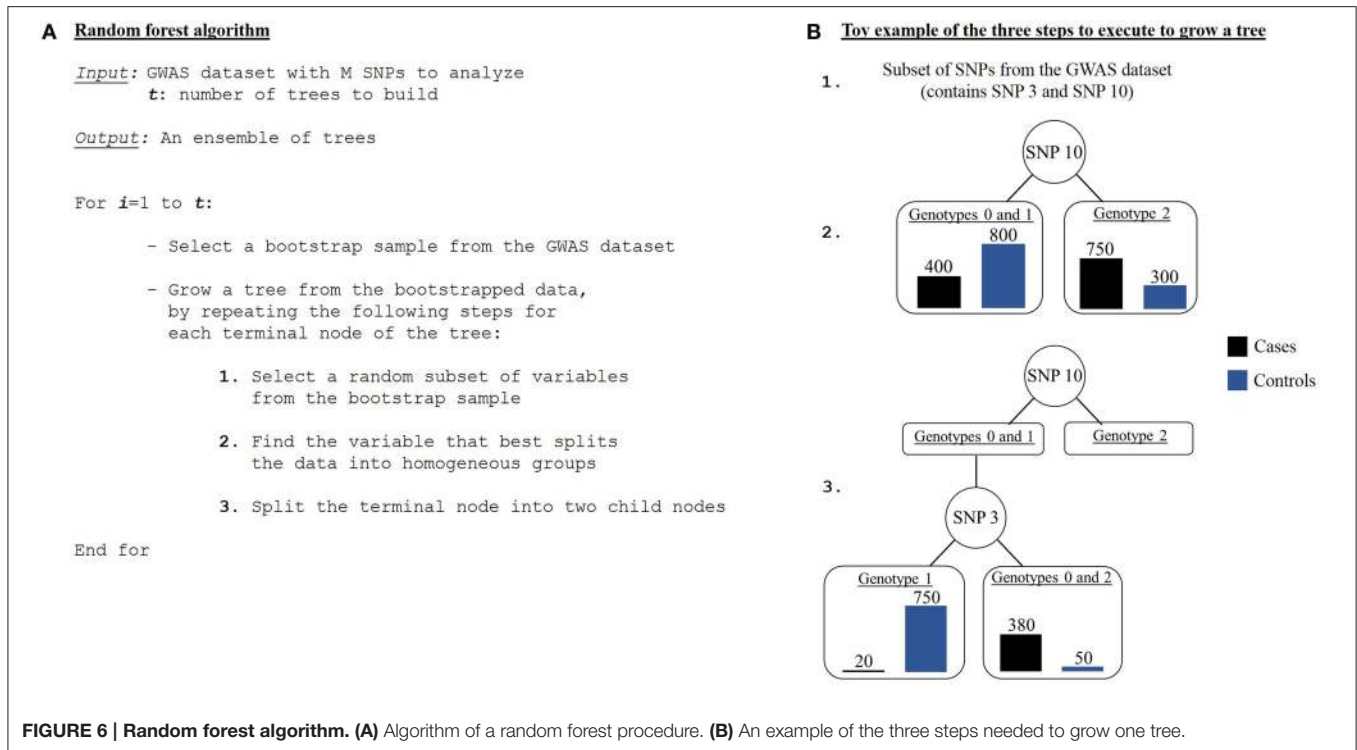 A Random forest algorithm
Input: GWAS dataset with M SNPs to analyze
t: number of trees to build
Output: An ensemble of trees
For i=1 to t:
- Select a bootstrap sample from the GWAS dataset
- Grow a tree from the bootstrapped data,
by repeating the following steps for
each terminal node of the tree:
1. Select a random subset of variables
from the bootstrap sample
2. Find the variable that best splits
the data into homogeneous groups
3. Split the terminal node into two child nodes
End for
B Toy example of the three steps to execute to grow a tree
1. Subset of SNPs from the GWAS dataset
(contains SNP 3 and SNP 10)
SNP 10
2.
Genotypes 0 and 1
400
800
Genotype 2
750
300
Cases
Controls
SNP 10
Genotypes 0 and 1
Genotype 2
3.
SNP 3
Genotype 1
20
750
Genotypes 0 and 2
380
50
FIGURE 6 | Random forest algorithm. (A) Algorithm of a random forest procedure. (B) An example of the three steps needed to grow one tree.